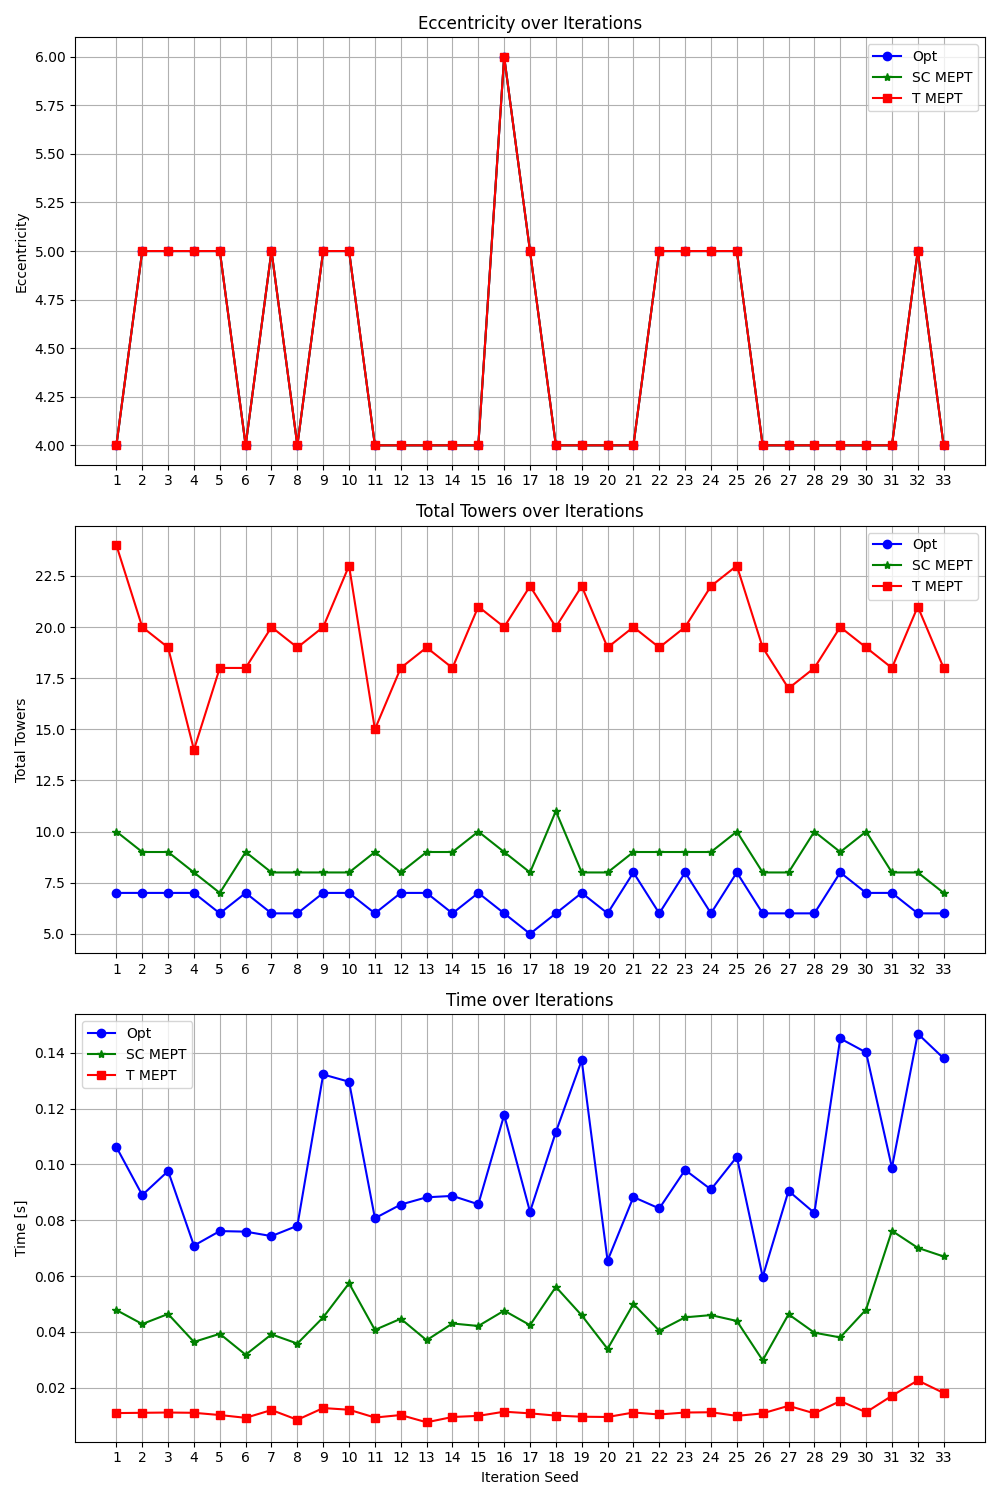 Eccentricity over Iterations
6.00
5.75
5.50
5.25
5.00
4.75
4.50
4.25
4.00
Eccentricity
Opt
SC MEPT
T MEPT
1 2 3 4 5 6 7 8 9 10 11 12 13 14 15 16 17 18 19 20 21 22 23 24 25 26 27 28 29 30 31 32 33
Total Towers over Iterations
22.5
20.0
17.5
15.0
12.5
10.0
7.5
5.0
Total Towers
Opt
SC MEPT
T MEPT
1 2 3 4 5 6 7 8 9 10 11 12 13 14 15 16 17 18 19 20 21 22 23 24 25 26 27 28 29 30 31 32 33
Time over Iterations
Opt
SC MEPT
T MEPT
0.14
0.12
0.10
0.08
0.06
0.04
0.02
Time [s]
1 2 3 4 5 6 7 8 9 10 11 12 13 14 15 16 17 18 19 20 21 22 23 24 25 26 27 28 29 30 31 32 33
Iteration Seed